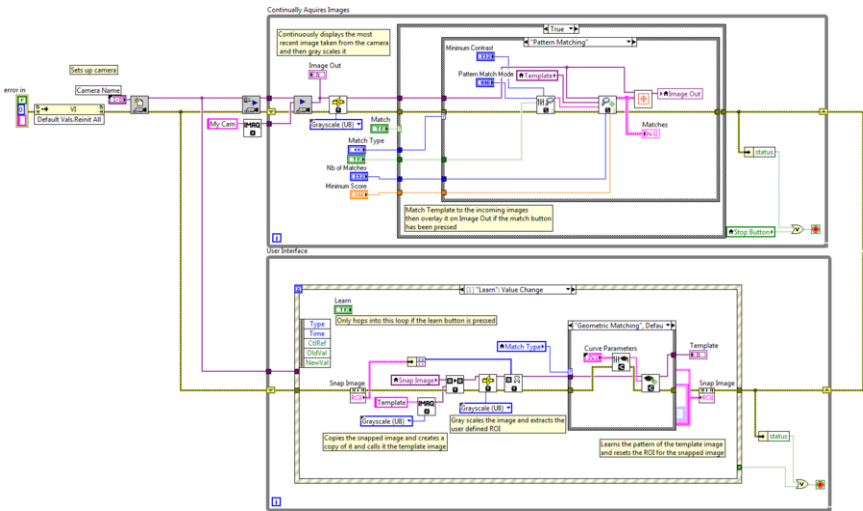 Continually Aquires Images
Continuously displays the most
recent image taken from the camera
and then gray scales it
True
"Pattern Matching"
Minimum Contrast
Pattern Match Mode
Template
Image Out
Image Out
Matches
Sets up camera
error in
Camera Name
VI
Default Vals.Reinit All
My Cam
IMAQ
Grayscale (U8)
Match
Match Type
Nb of Matches
Minimum Score
Match Template to the incoming images
then overlay it on Image Out if the match button
has been pressed
status
Stop Button
i
User Interface
[1] "Learn": Value Change
Learn
Only hops into this loop if the learn button is pressed
Type
Time
CtlRef
OldVal
NewVal
"Geometric Matching", Defau
Match Type
Curve Parameters
Template
Snap Image
ROI
Snap Image
Template
IMAQ
Grayscale (U8)
Grayscale (U8)
Snap Image
ROI
Copies the snapped image and creates a
copy of it and calls it the template image
Gray scales the image and extracts the
user defined ROI
Learns the pattern of the template image
and resets the ROI for the snapped image
status
i